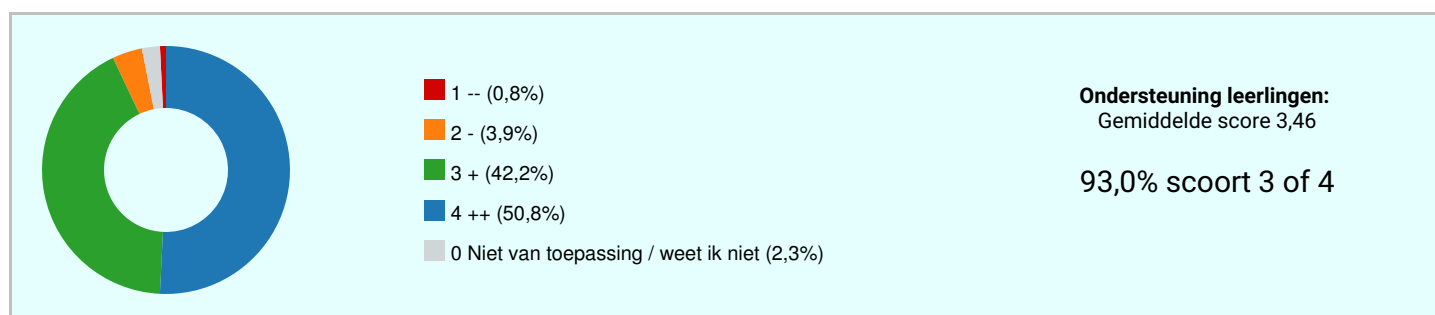 1 -- (0,8%)
2 - (3,9%)
3 + (42,2%)
4 ++ (50,8%)
0 Niet van toepassing / weet ik niet (2,3%)
Ondersteuning leerlingen:
Gemiddelde score 3,46
93,0% scoort 3 of 4